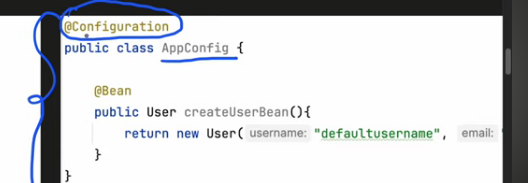 @Configuration
public class AppConfig {
@Bean
public User createUserBean(){
return new User( username: "defaultusername", email: "
}
}